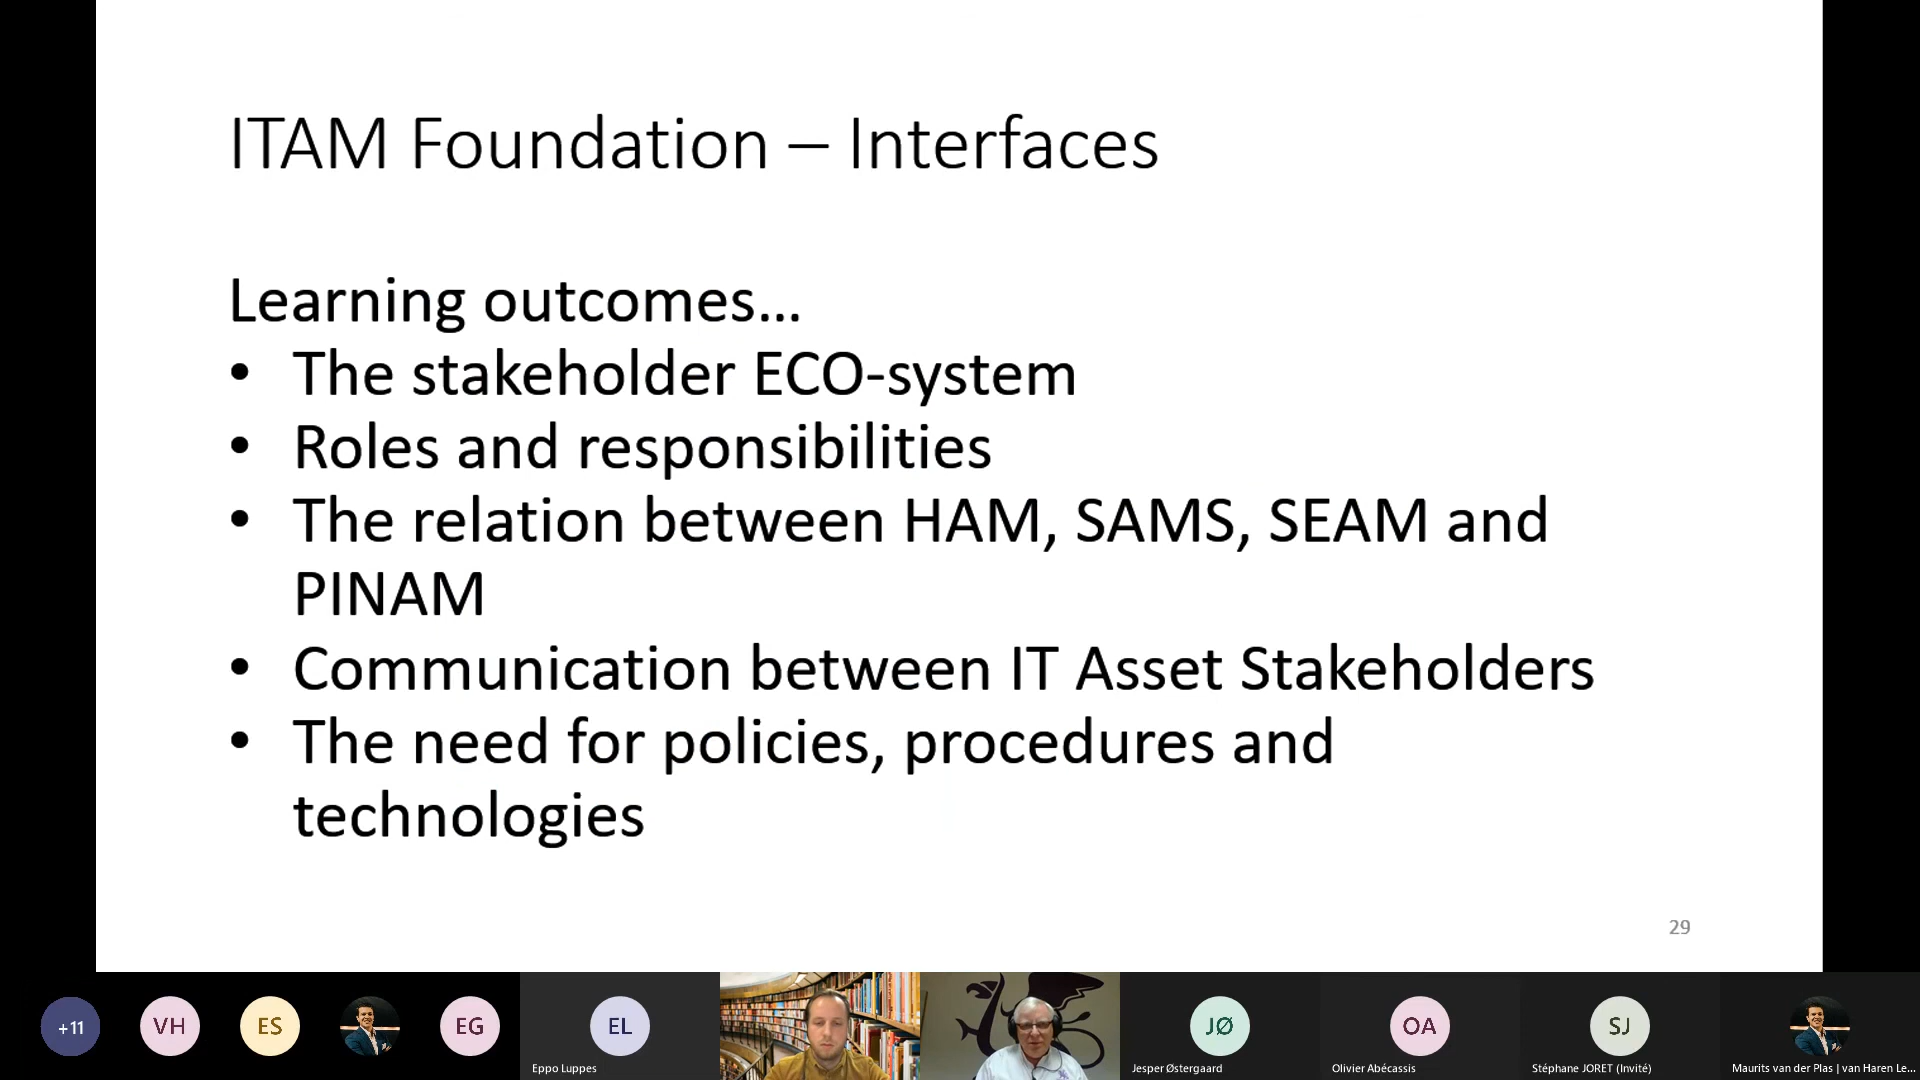 ITAM Foundation – Interfaces
Learning outcomes...
• The stakeholder ECO-system
• Roles and responsibilities
• The relation between HAM, SAMS, SEAM and
PINAM
• Communication between IT Asset Stakeholders
• The need for policies, procedures and
technologies
29
+11
VH
ES
EG
EL
JØ
OA
SJ
Eppo Luppes
Jesper Østergaard
Olivier Abécassis
Stéphane JORET (Invité)
Maurits van der Plas | van Haren Le...